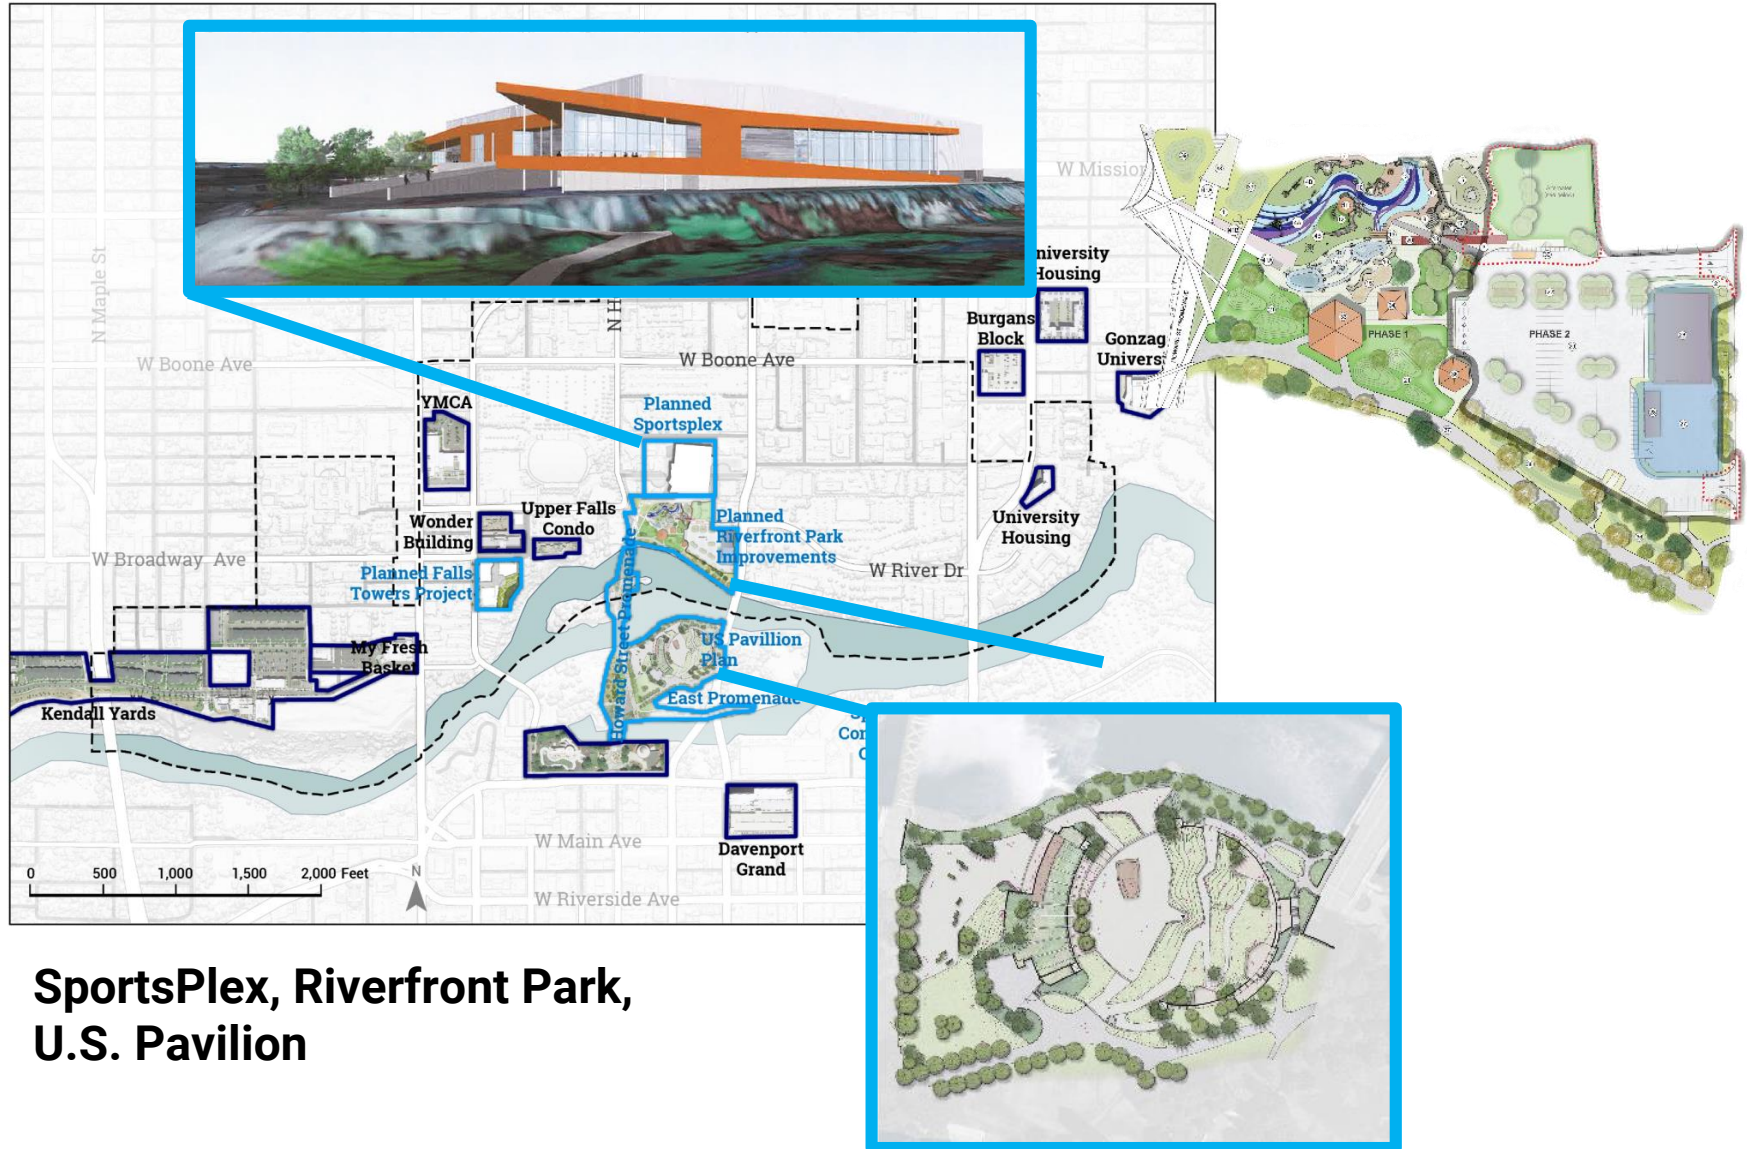 W Mission
N Maple St
N H
University
Housing
Burgans
Block
Gonzag
Univers
W Boone Ave
W Boone Ave
YMCA
Planned
Sportsplex
Wonder
Building
Upper Falls
Condo
Planned
Riverfront Park
Improvements
University
Housing
W Broadway Ave
Planned Falls
Towers Project
W River Dr
Howard Street Promenade
My Fresh
Basket
US Pavillion
Plan
East Promenade
Kendall Yards
Con
Davenport
Grand
W Main Ave
W Riverside Ave
0 500 1,000 1,500 2,000 Feet
N
PHASE 1
PHASE 2
SportsPlex, Riverfront Park,
U.S. Pavilion